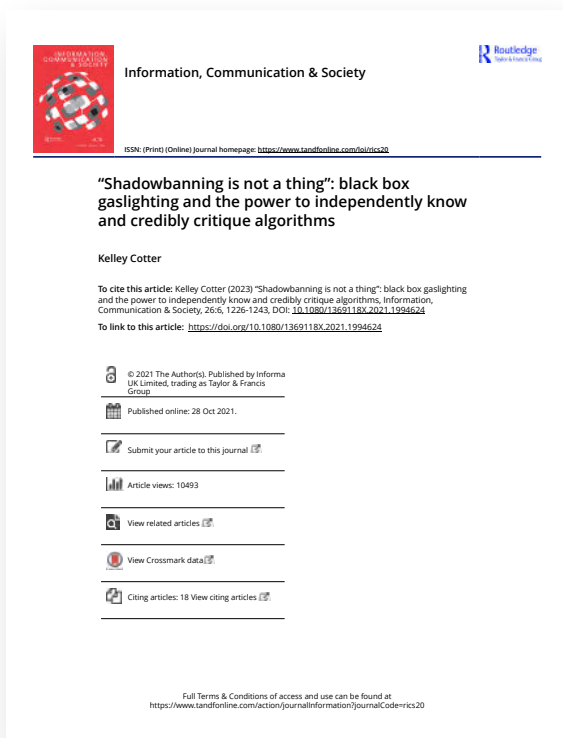 INFORMATION,
COMMUNICATION
& SOCIETY
Routledge
Taylor & Francis Group
Information, Communication & Society
ISSN: (Print) (Online) Journal homepage: https://www.tandfonline.com/loi/rics20
“Shadowbanning is not a thing”: black box
gaslighting and the power to independently know
and credibly critique algorithms
Kelley Cotter
To cite this article: Kelley Cotter (2023) “Shadowbanning is not a thing”: black box gaslighting
and the power to independently know and credibly critique algorithms, Information,
Communication & Society, 26:6, 1226-1243, DOI: 10.1080/1369118X.2021.1994624
To link to this article: https://doi.org/10.1080/1369118X.2021.1994624
© 2021 The Author(s). Published by Informa
UK Limited, trading as Taylor & Francis
Group
Published online: 28 Oct 2021.
Submit your article to this journal
Article views: 10493
View related articles
View Crossmark data
Citing articles: 18 View citing articles
Full Terms & Conditions of access and use can be found at
https://www.tandfonline.com/action/journalInformation?journalCode=rics20